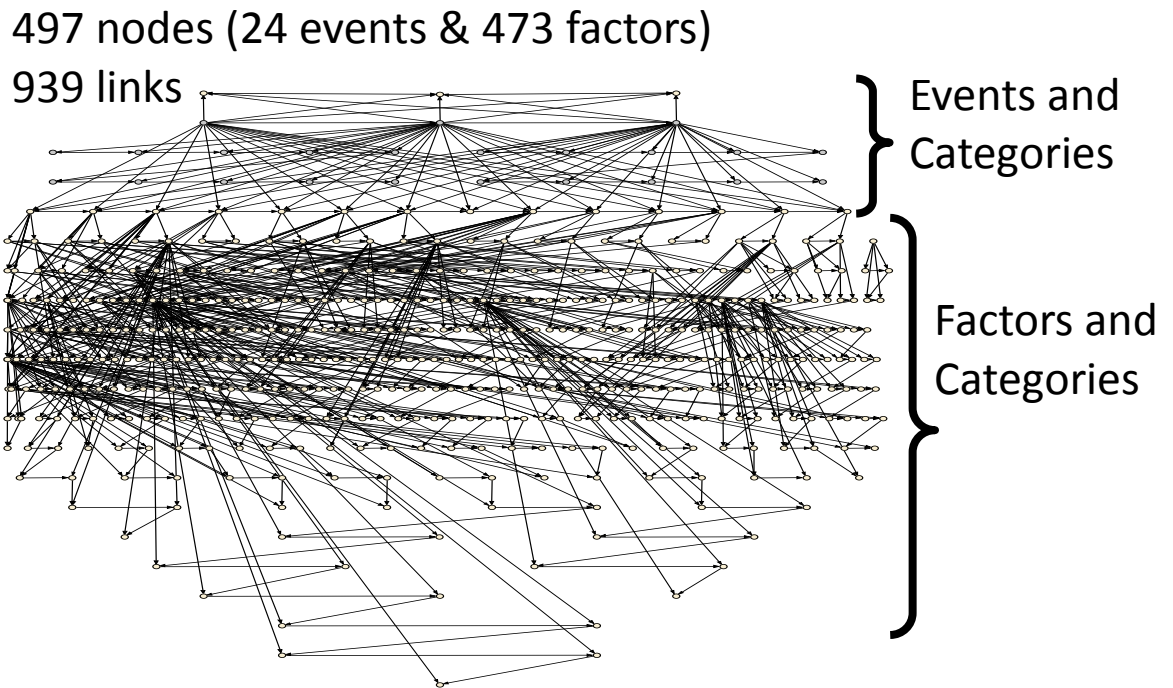 497 nodes (24 events & 473 factors)
939 links
Events and
Categories
Factors and
Categories